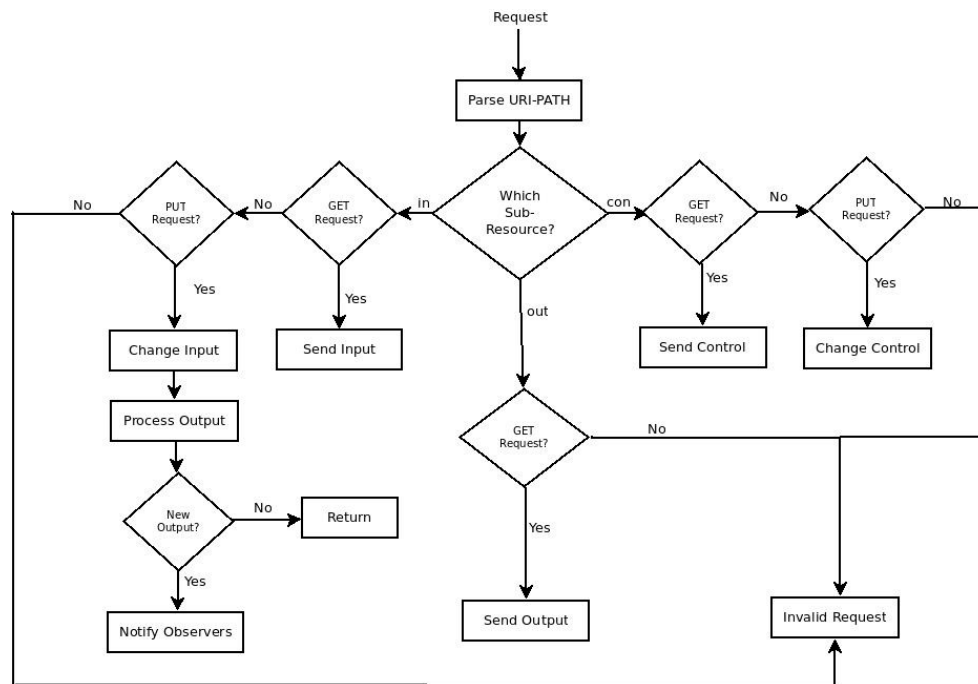 Request
Parse URI-PATH
Which
Sub-
Resource?
in
GET
Request?
No
PUT
Request?
No
Yes
Send Input
Yes
Change Input
Process Output
New
Output?
No
Return
Yes
Notify Observers
out
GET
Request?
No
Yes
Send Output
con
GET
Request?
No
PUT
Request?
No
Yes
Send Control
Yes
Change Control
Invalid Request